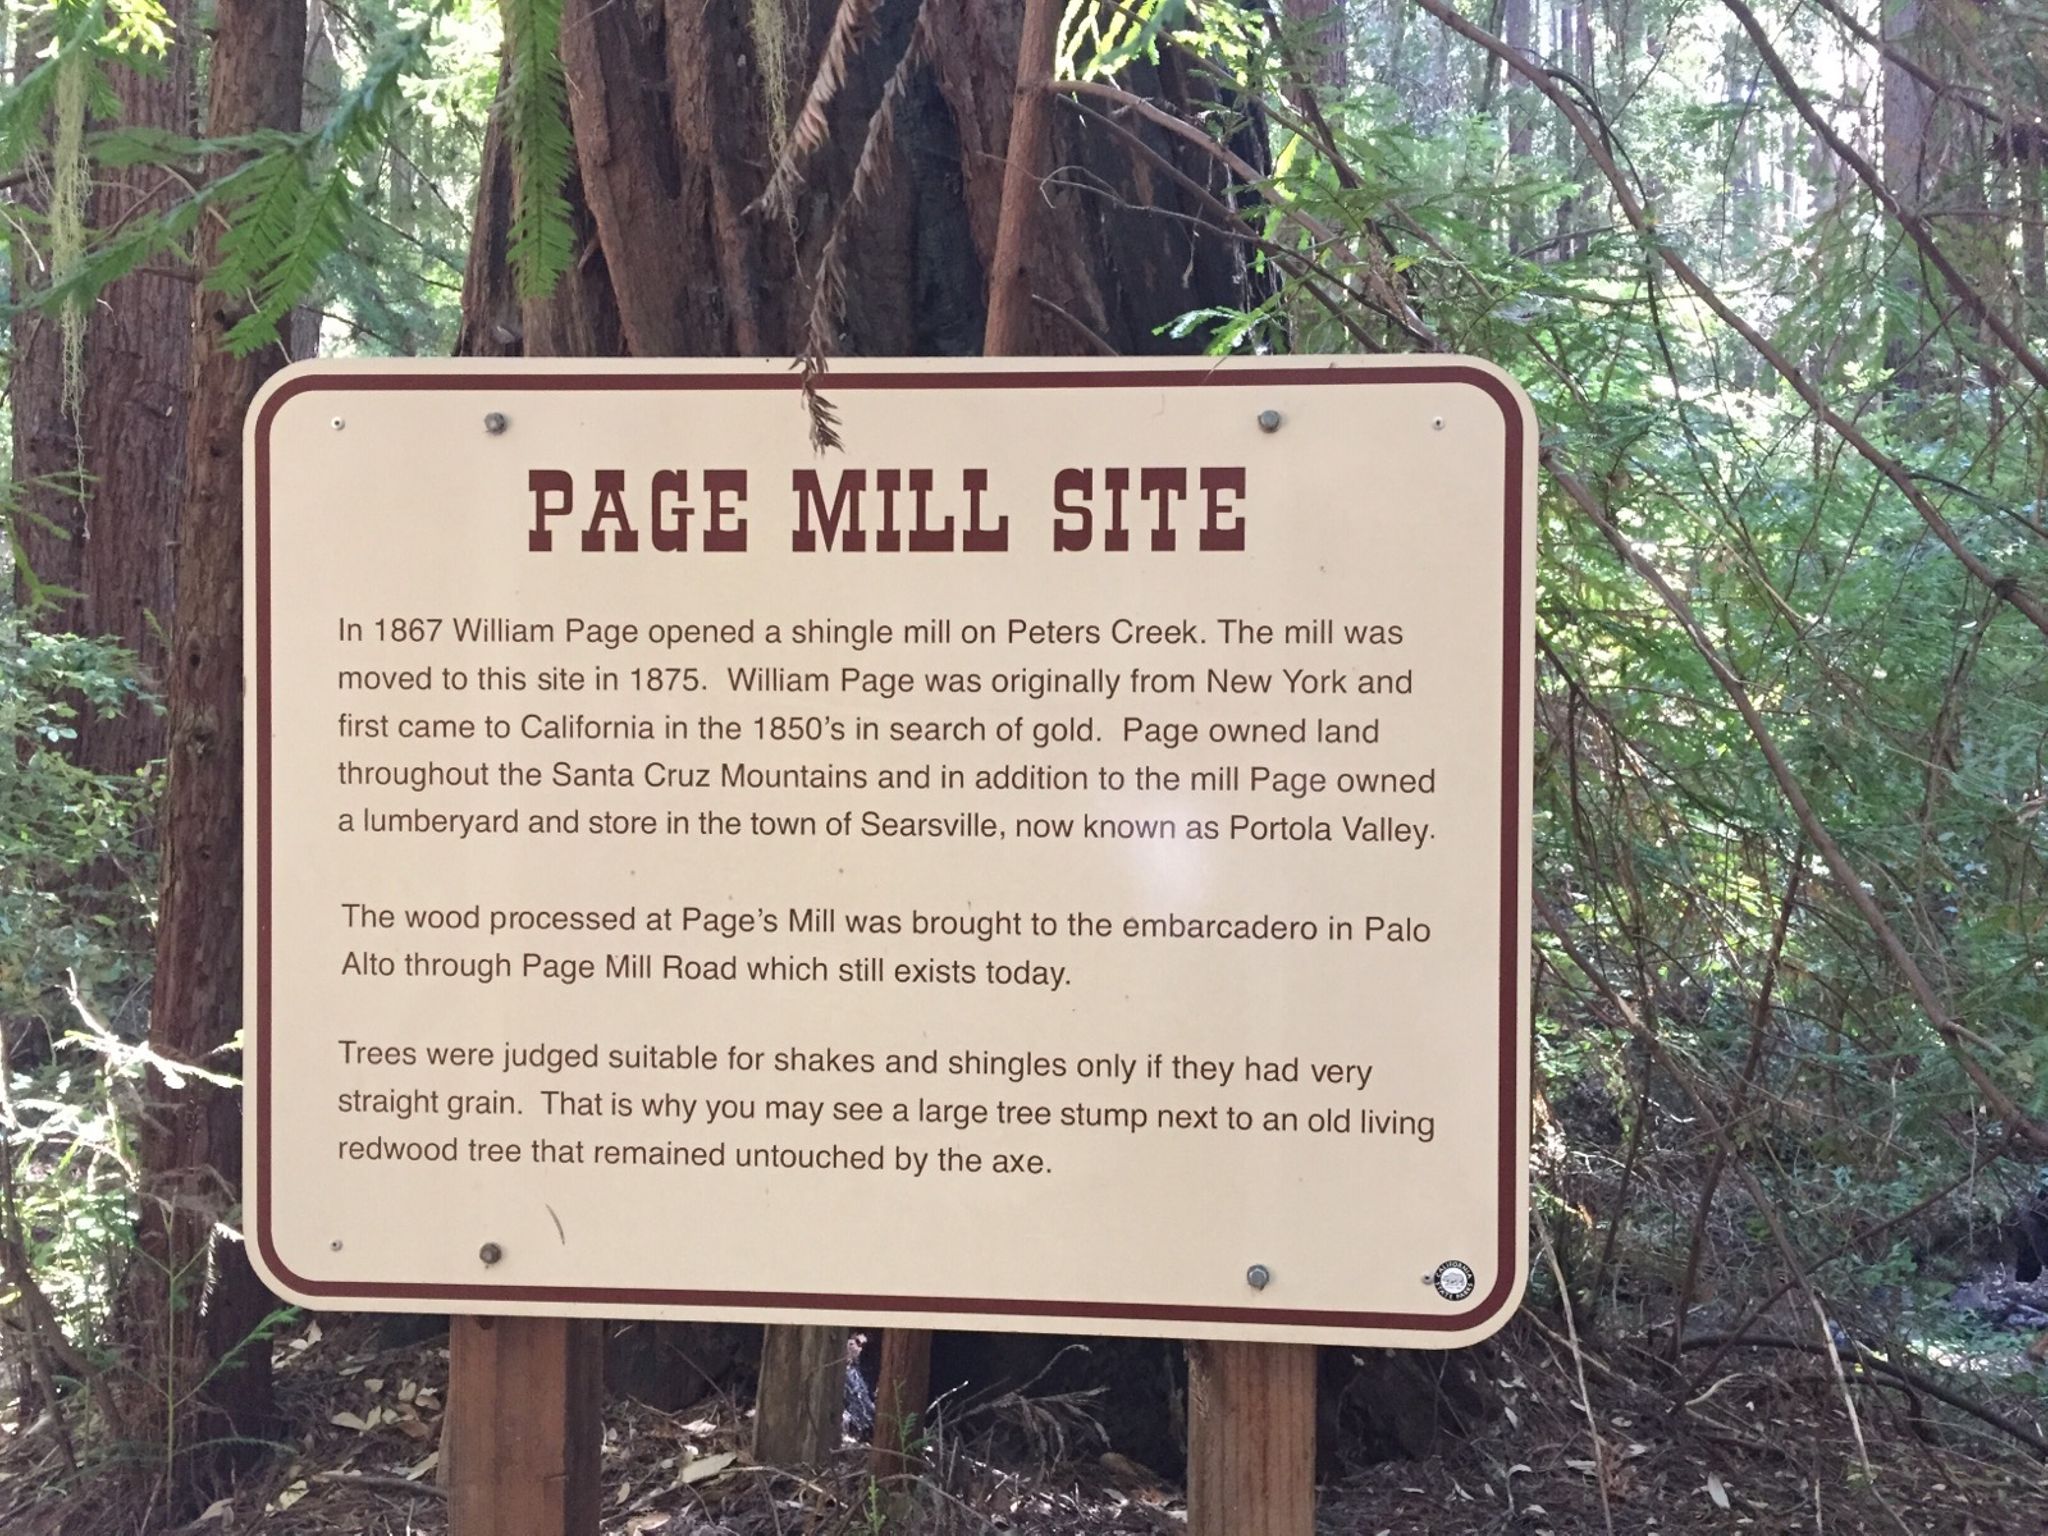 PAGE MILL SITE
In 1867 William Page opened a shingle mill on Peters Creek. The mill was
moved to this site in 1875. William Page was originally from New York and
first came to California in the 1850's in search of gold. Page owned land
throughout the Santa Cruz Mountains and in addition to the mill Page owned
a lumberyard and store in the town of Searsville, now known as Portola Valley.
The wood processed at Page's Mill was brought to the embarcadero in Palo
Alto through Page Mill Road which still exists today.
Trees were judged suitable for shakes and shingles only if they had very
straight grain. That is why you may see a large tree stump next to an old living
redwood tree that remained untouched by the axe.
CALIFORNIA
STATE PARKS